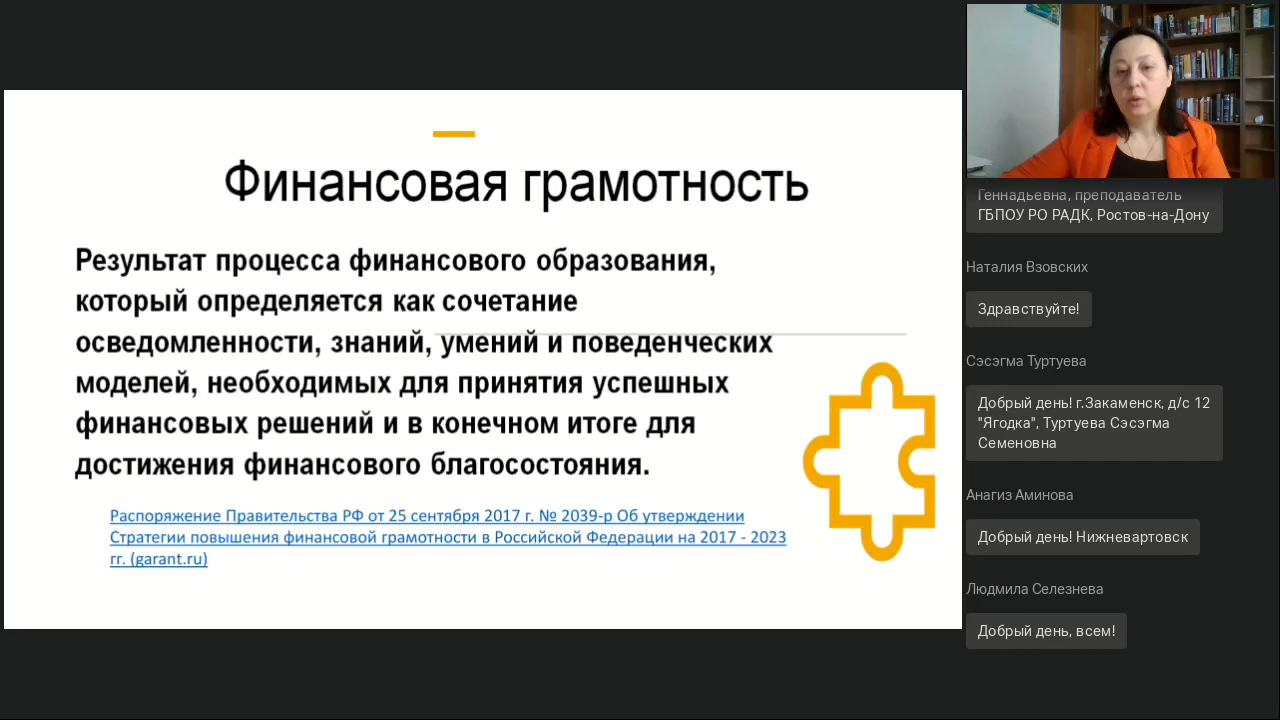 Финансовая грамотность
Результат процесса финансового образования,
который определяется как сочетание
осведомленности, знаний, умений и поведенческих
моделей, необходимых для принятия успешных
финансовых решений и в конечном итоге для
достижения финансового благосостояния.
Распоряжение Правительства РФ от 25 сентября 2017 г. № 2039-р Об утверждении
Стратегии повышения финансовой грамотности в Российской Федерации на 2017 - 2023
гг. (garant.ru)
Геннадьевна, преподаватель
ГБПОУ РО РАДК, Ростов-на-Дону
Наталия Взовских
Здравствуйте!
Сэсэгма Туртуева
Добрый день! г.Закаменск, д/с 12
"Ягодка", Туртуева Сэсэгма
Семеновна
Анагиз Аминова
Добрый день! Нижневартовск
Людмила Селезнева
Добрый день, всем!